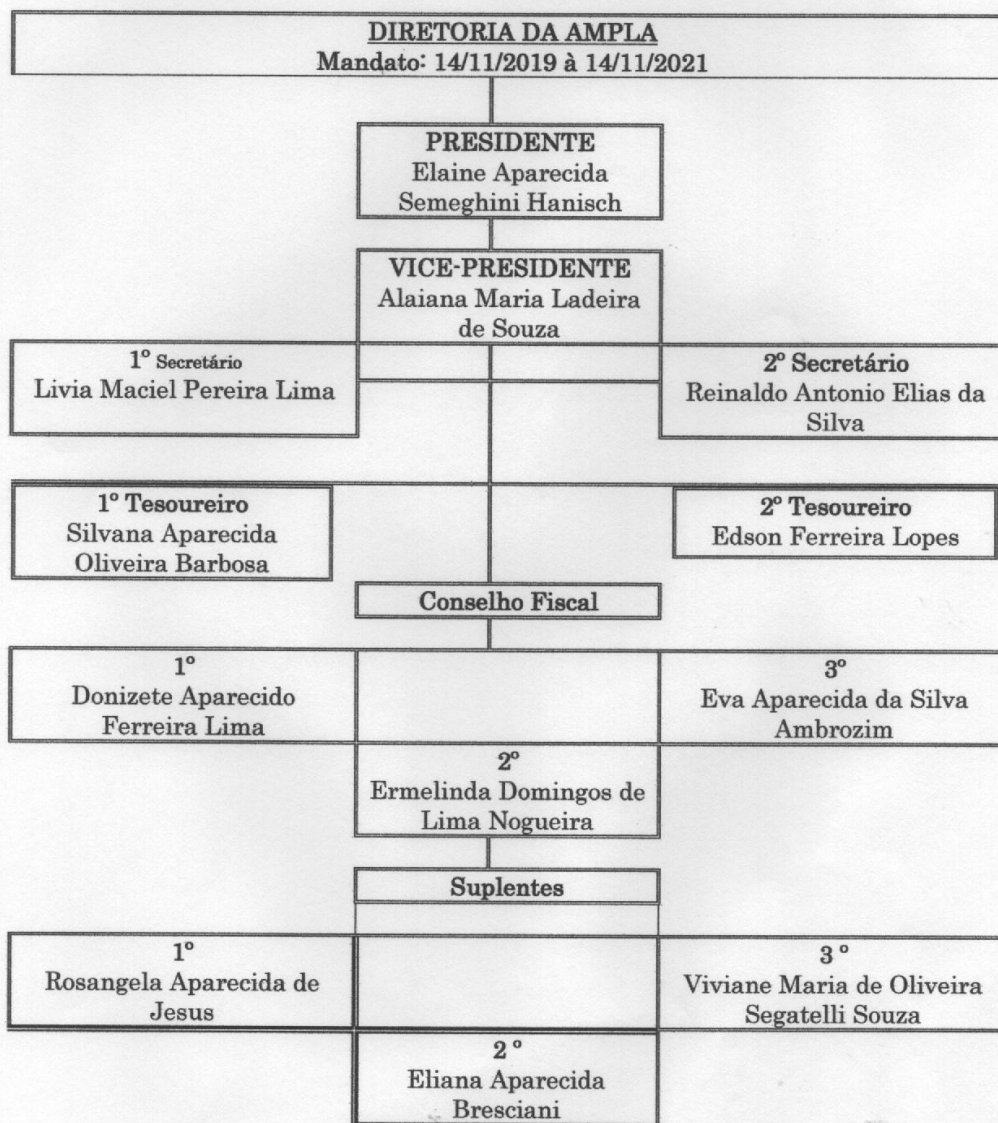 DIRETORIA DA AMPLA
Mandato: 14/11/2019 à 14/11/2021
PRESIDENTE
Elaine Aparecida
Semeghini Hanisch
VICE-PRESIDENTE
Alaiana Maria Ladeira
de Souza
1º Secretário
Livia Maciel Pereira Lima
2º Secretário
Reinaldo Antonio Elias da
Silva
1º Tesoureiro
Silvana Aparecida
Oliveira Barbosa
2º Tesoureiro
Edson Ferreira Lopes
Conselho Fiscal
1º
Donizete Aparecido
Ferreira Lima
3º
Eva Aparecida da Silva
Ambrozim
2º
Ermelinda Domingos de
Lima Nogueira
Suplentes
1º
Rosangela Aparecida de
Jesus
3 º
Viviane Maria de Oliveira
Segatelli Souza
2 º
Eliana Aparecida
Bresciani